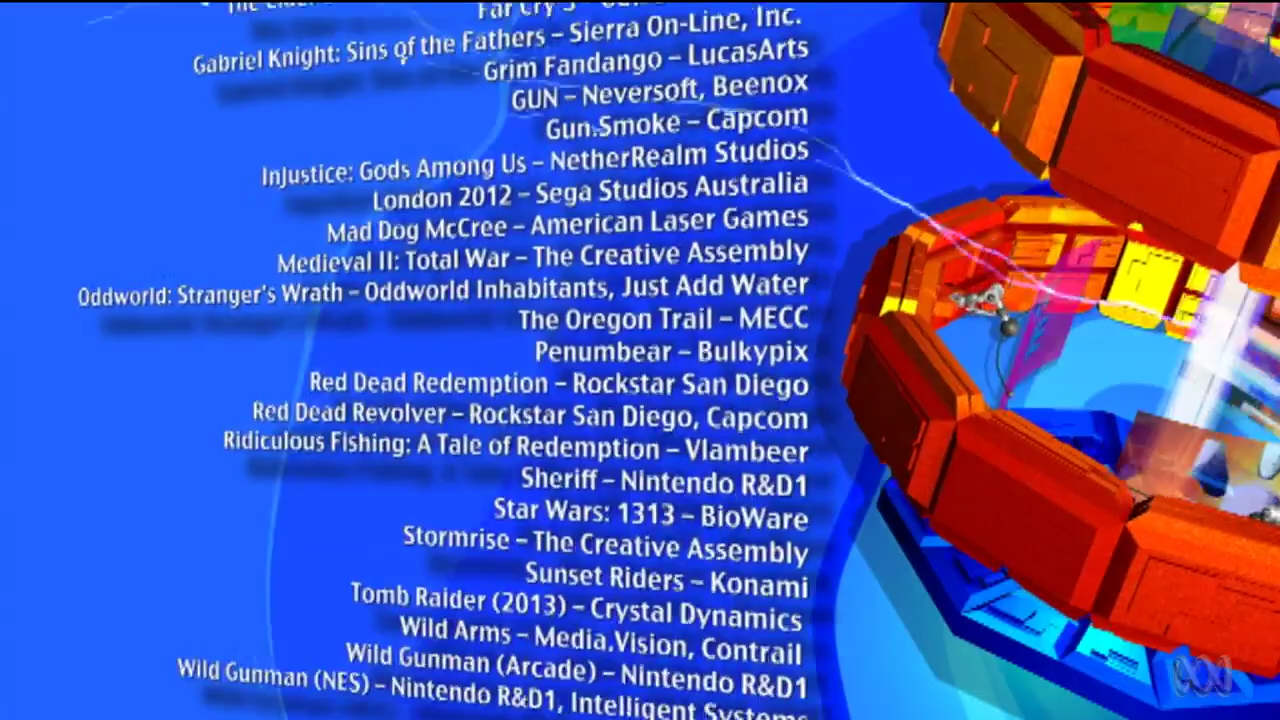 Far Cry 3
Gabriel Knight: Sins of the Fathers – Sierra On-Line, Inc.
Grim Fandango – LucasArts
GUN – Neversoft, Beenox
Gun.Smoke – Capcom
Injustice: Gods Among Us – NetherRealm Studios
London 2012 – Sega Studios Australia
Mad Dog McCree – American Laser Games
Medieval II: Total War – The Creative Assembly
Oddworld: Stranger's Wrath – Oddworld Inhabitants, Just Add Water
The Oregon Trail – MECC
Penumbear – Bulkypix
Red Dead Redemption – Rockstar San Diego
Red Dead Revolver – Rockstar San Diego, Capcom
Ridiculous Fishing: A Tale of Redemption – Vlambeer
Sheriff – Nintendo R&D1
Star Wars: 1313 – BioWare
Stormrise – The Creative Assembly
Sunset Riders – Konami
Tomb Raider (2013) – Crystal Dynamics
Wild Arms – Media.Vision, Contrail
Wild Gunman (Arcade) – Nintendo R&D1
Wild Gunman (NES) – Nintendo R&D1, Intelligent Systems